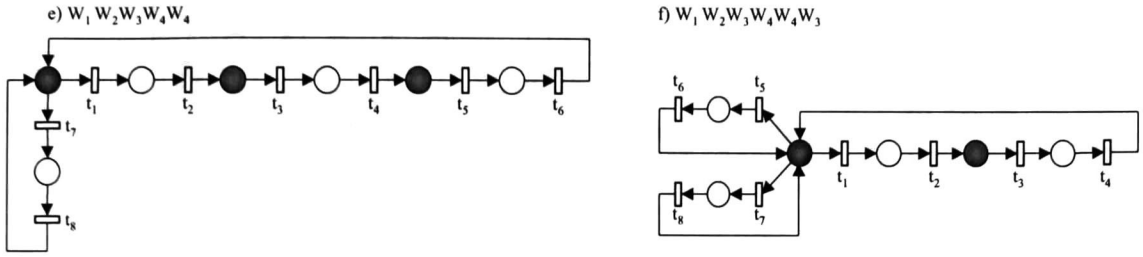 e) W₁ W₂W₃W₄W₄
t₁ t₂ t₃ t₄ t₅ t₆
t₇
t₈
f) W₁ W₂W₃W₄W₄W₃
t₆ t₅
t₁ t₂ t₃ t₄
t₈ t₇